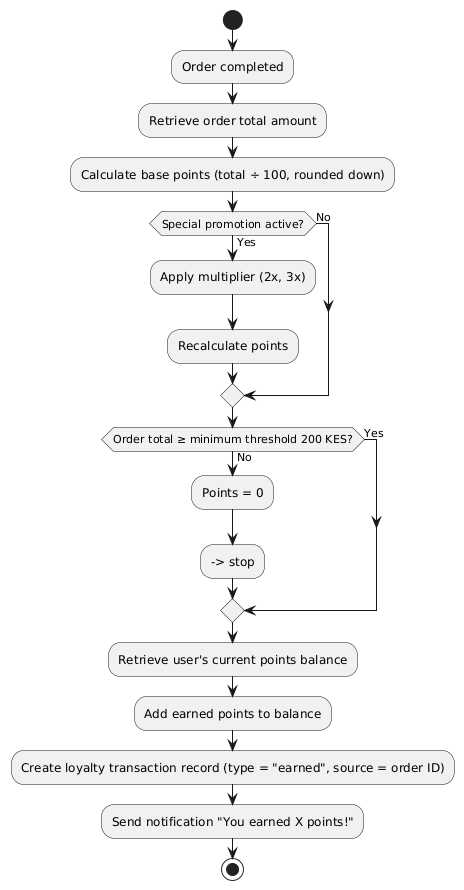 Order completed
Retrieve order total amount
Calculate base points (total ÷ 100, rounded down)
Special promotion active?
No
Yes
Apply multiplier (2x, 3x)
Recalculate points
Order total ≥ minimum threshold 200 KES?
Yes
No
Points = 0
-> stop
Retrieve user's current points balance
Add earned points to balance
Create loyalty transaction record (type = "earned", source = order ID)
Send notification "You earned X points!"